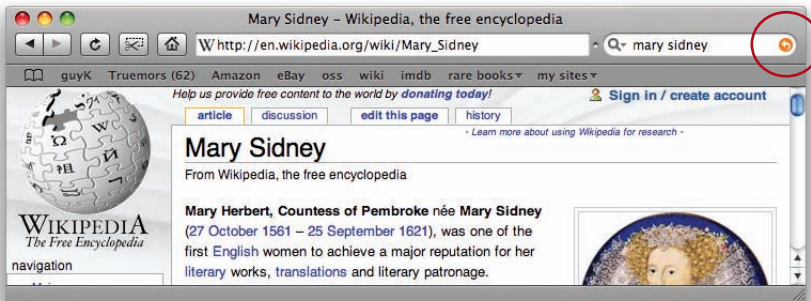 Mary Sidney – Wikipedia, the free encyclopedia
W http://en.wikipedia.org/wiki/Mary_Sidney
mary sidney
guyK Truemors (62) Amazon eBay oss wiki imdb rare books▾ my sites▾
Help us provide free content to the world by donating today!
Sign in / create account
article discussion edit this page history
- Learn more about using Wikipedia for research -
Mary Sidney
From Wikipedia, the free encyclopedia
Mary Herbert, Countess of Pembroke née Mary Sidney
(27 October 1561 – 25 September 1621), was one of the
first English women to achieve a major reputation for her
literary works, translations and literary patronage.
WIKIPEDIA
The Free Encyclopedia
navigation